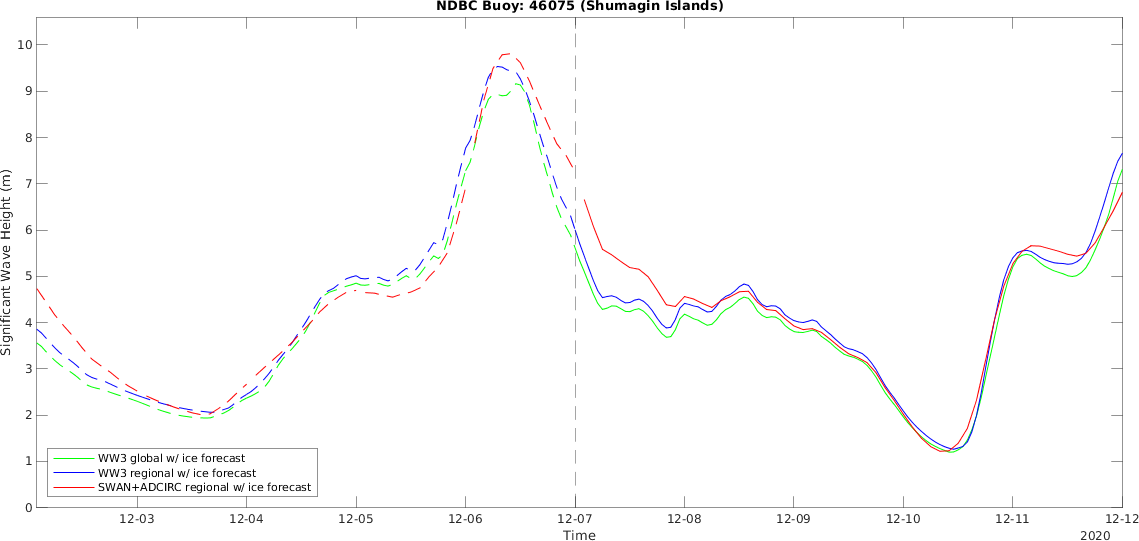 NDBC Buoy: 46075 (Shumagin Islands)
10
9
8
7
6
5
4
3
2
1
0
Significant Wave Height (m)
WW3 global w/ ice forecast
WW3 regional w/ ice forecast
SWAN+ADCIRC regional w/ ice forecast
12-03 12-04 12-05 12-06 12-07 12-08 12-09 12-10 12-11 12-12
Time
2020